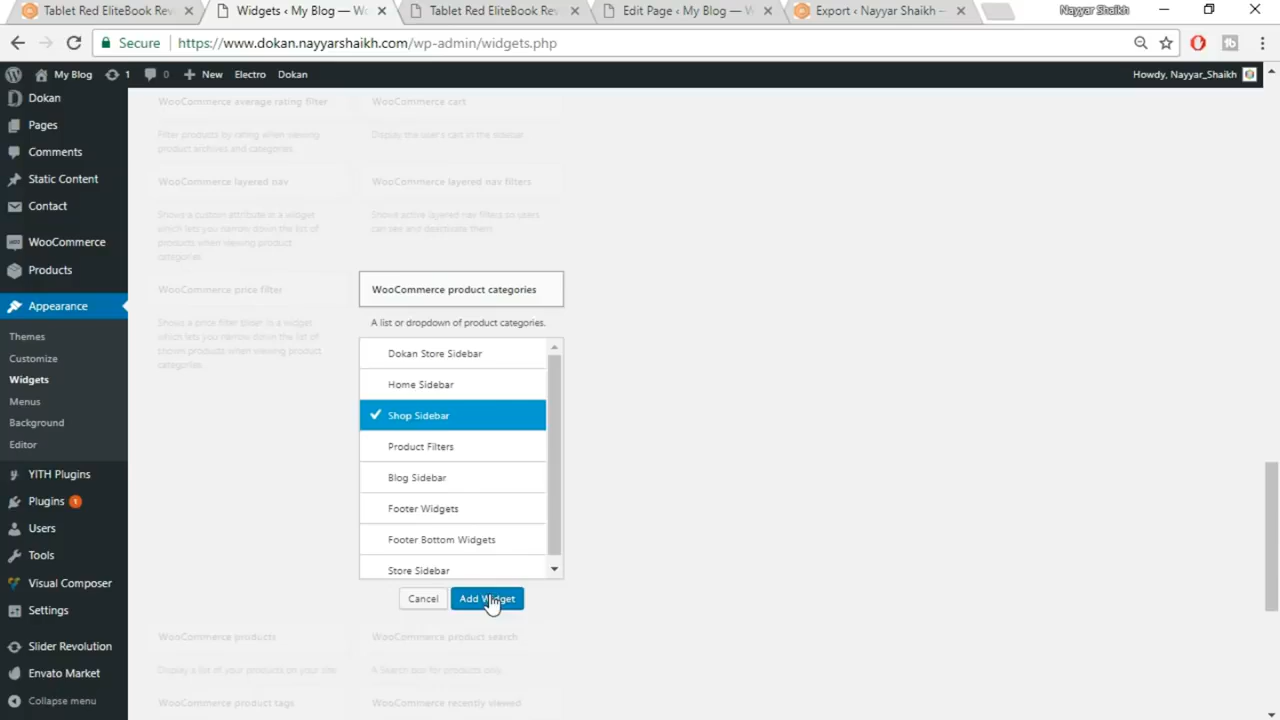 Tablet Red EliteBook Rev
Widgets ‹ My Blog — Wo
Tablet Red EliteBook Rev
Edit Page ‹ My Blog — W
Export ‹ Nayyar Shaikh —
Nayyar Shaikh
Secure
https://www.dokan.nayyarshaikh.com/wp-admin/widgets.php
My Blog
1
0
New
Electro
Dokan
Howdy, Nayyar_Shaikh
Dokan
Pages
Comments
Static Content
Contact
WooCommerce
Products
Appearance
Themes
Customize
Widgets
Menus
Background
Editor
YITH Plugins
Plugins 1
Users
Tools
Visual Composer
Settings
Slider Revolution
Envato Market
Collapse menu
WooCommerce average rating filter
Filter products by rating when viewing
product archives and categories.
WooCommerce cart
Display the user's cart in the sidebar.
WooCommerce layered nav
Shows a custom attribute in a widget
which lets you narrow down the list of
products when viewing product
categories.
WooCommerce layered nav filters
Shows active layered nav filters so users
can see and deactivate them.
WooCommerce price filter
Shows a price filter slider in a widget
which lets you narrow down the list of
shown products when viewing product
categories.
WooCommerce product categories
A list or dropdown of product categories.
Dokan Store Sidebar
Home Sidebar
Shop Sidebar
Product Filters
Blog Sidebar
Footer Widgets
Footer Bottom Widgets
Store Sidebar
Cancel
Add Widget
WooCommerce products
Display a list of your products on your site.
WooCommerce product search
A Search box for products only.
WooCommerce product tags
WooCommerce recently viewed